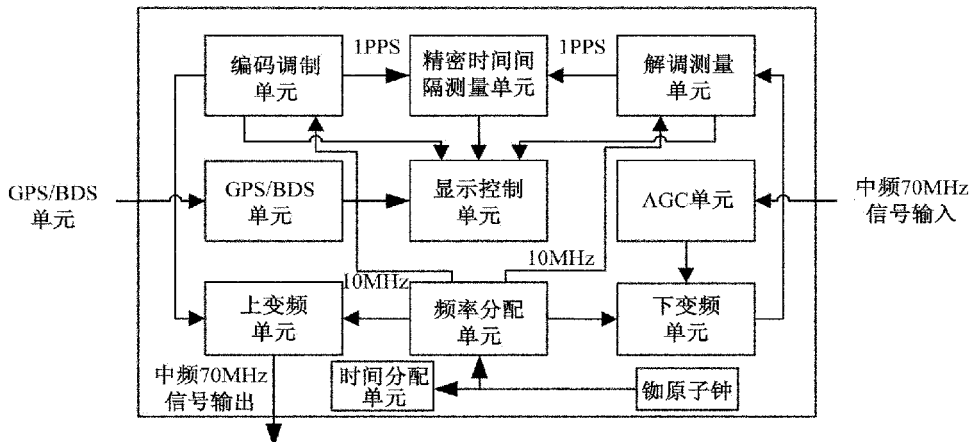 编码调制
单元
1PPS
精密时间间
隔测量单元
1PPS
解调测量
单元
GPS/BDS
单元
GPS/BDS
单元
显示控制
单元
AGC单元
中频70MHz
信号输入
10MHz
10MHz
上变频
单元
频率分配
单元
下变频
单元
中频70MHz
信号输出
时间分配
单元
铷原子钟